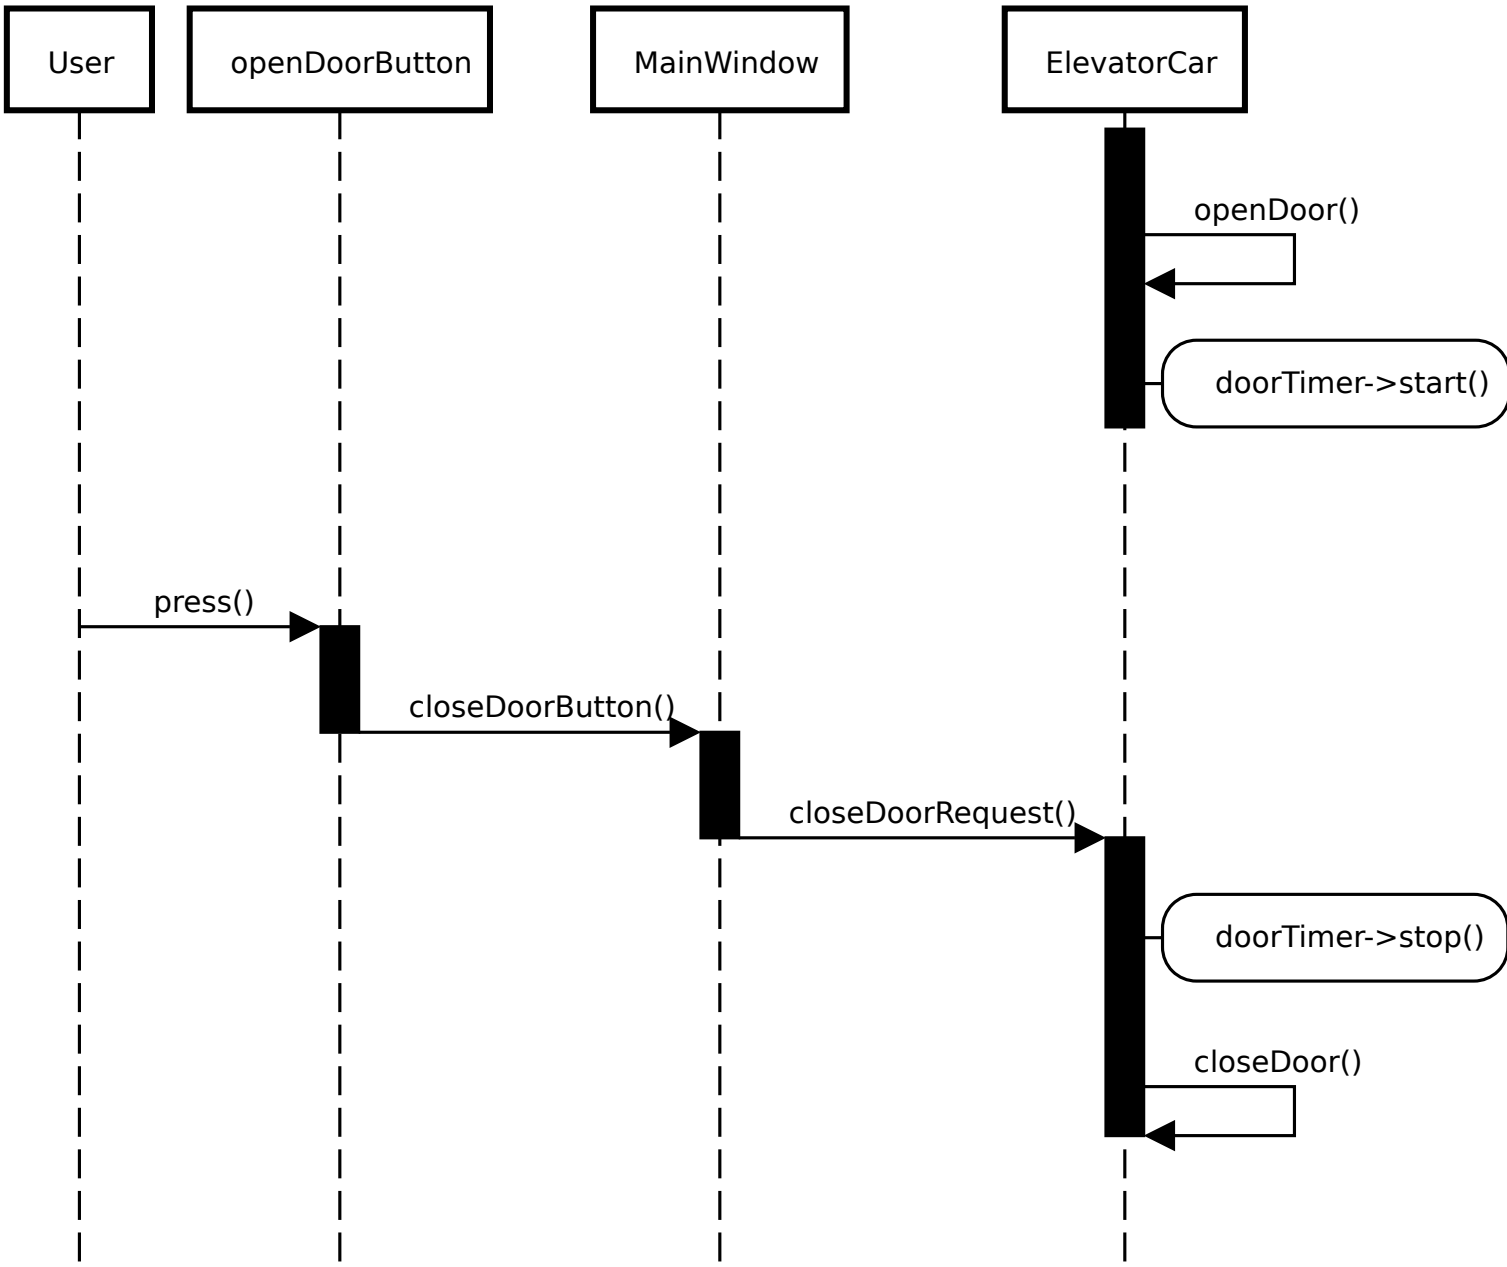 User
openDoorButton
MainWindow
ElevatorCar
openDoor()
doorTimer->start()
press()
closeDoorButton()
closeDoorRequest()
doorTimer->stop()
closeDoor()